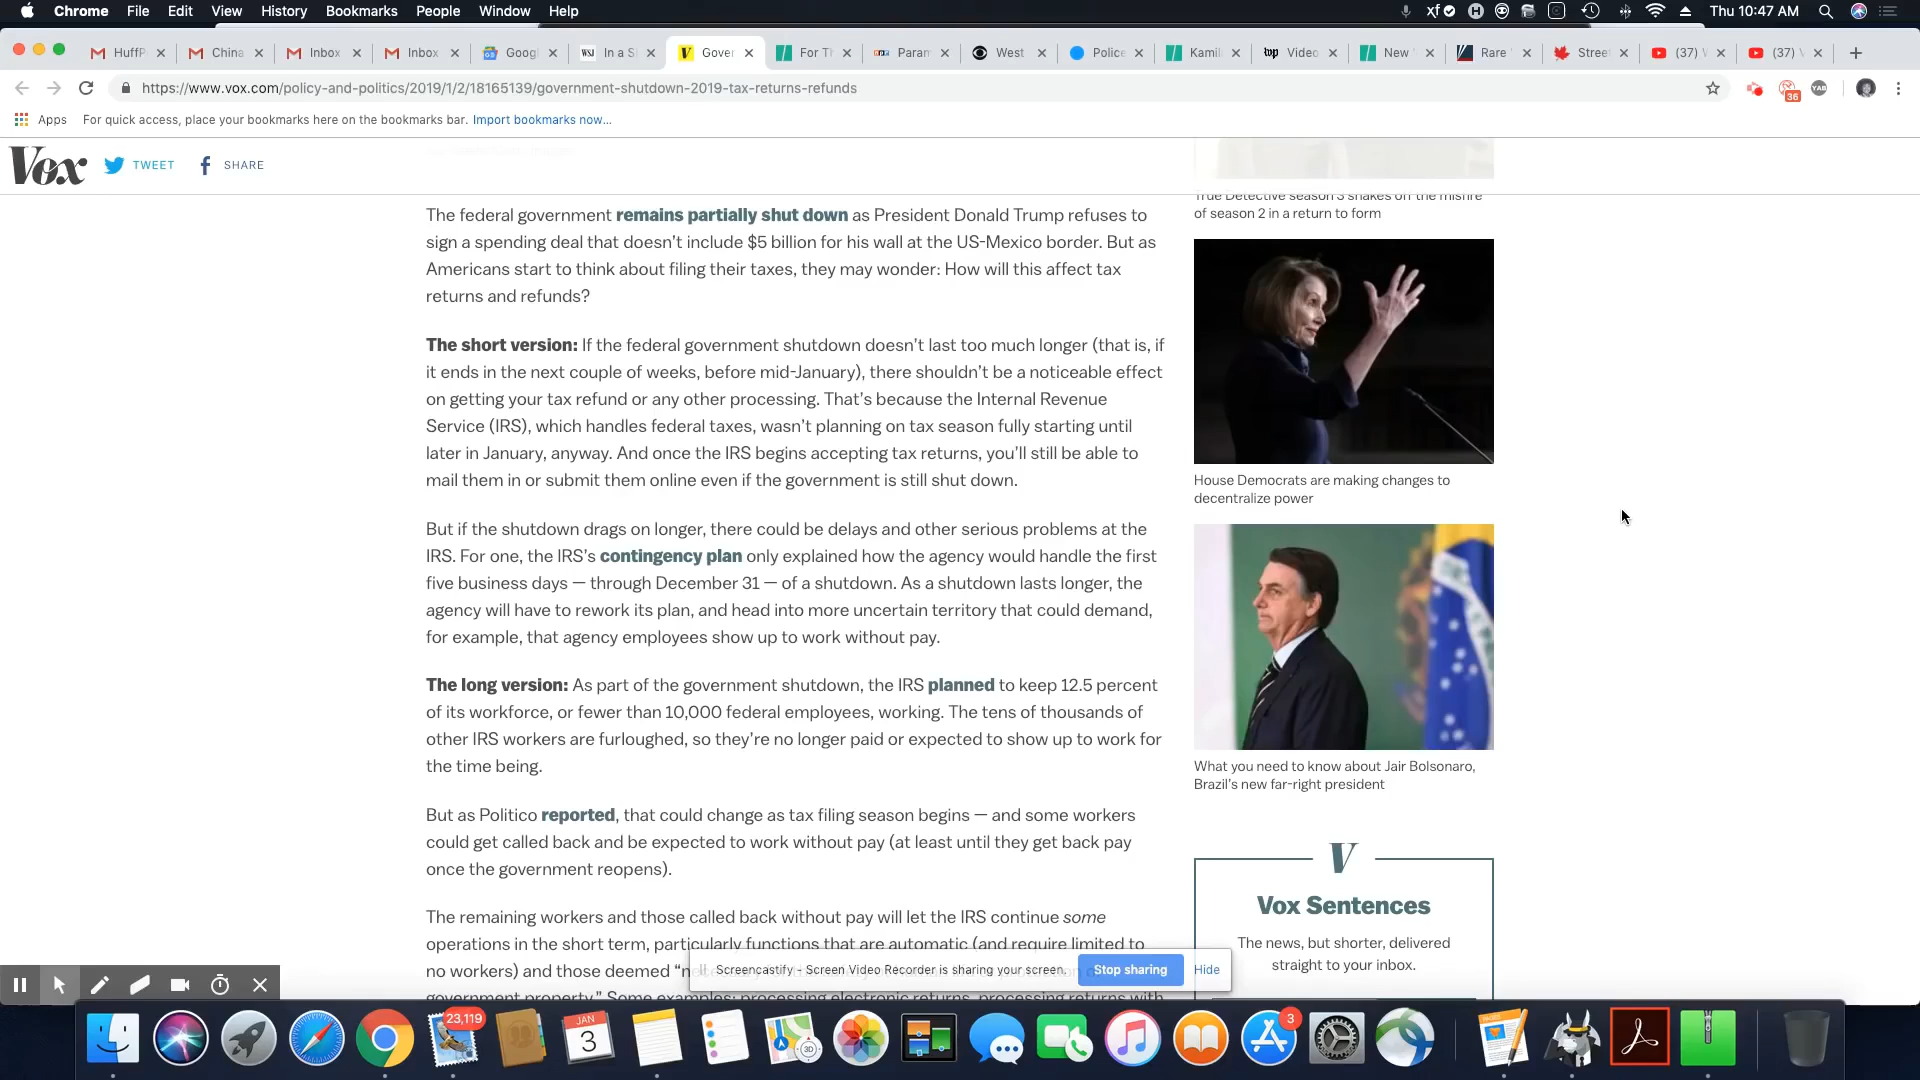 Chrome File Edit View History Bookmarks People Window Help
Thu 10:47 AM
HuffP
China
Inbox
Inbox
Googl
WSJ In a S
Gover
For Th
Param
West
Police
Kamil
wp Video
New
Rare
Street
(37)
(37)
https://www.vox.com/policy-and-politics/2019/1/2/18165139/government-shutdown-2019-tax-returns-refunds
36
YAB
Apps For quick access, place your bookmarks here on the bookmarks bar. Import bookmarks now...
Vox TWEET SHARE
The federal government remains partially shut down as President Donald Trump refuses to
sign a spending deal that doesn't include $5 billion for his wall at the US-Mexico border. But as
Americans start to think about filing their taxes, they may wonder: How will this affect tax
returns and refunds?
The short version: If the federal government shutdown doesn't last too much longer (that is, if
it ends in the next couple of weeks, before mid-January), there shouldn't be a noticeable effect
on getting your tax refund or any other processing. That's because the Internal Revenue
Service (IRS), which handles federal taxes, wasn't planning on tax season fully starting until
later in January, anyway. And once the IRS begins accepting tax returns, you'll still be able to
mail them in or submit them online even if the government is still shut down.
But if the shutdown drags on longer, there could be delays and other serious problems at the
IRS. For one, the IRS's contingency plan only explained how the agency would handle the first
five business days — through December 31 — of a shutdown. As a shutdown lasts longer, the
agency will have to rework its plan, and head into more uncertain territory that could demand,
for example, that agency employees show up to work without pay.
The long version: As part of the government shutdown, the IRS planned to keep 12.5 percent
of its workforce, or fewer than 10,000 federal employees, working. The tens of thousands of
other IRS workers are furloughed, so they're no longer paid or expected to show up to work for
the time being.
But as Politico reported, that could change as tax filing season begins — and some workers
could get called back and be expected to work without pay (at least until they get back pay
once the government reopens).
The remaining workers and those called back without pay will let the IRS continue some
operations in the short term, particularly functions that are automatic (and require limited to
no workers) and those deemed
government property." Some examples: processing electronic returns, processing returns with
True Detective season 3 shakes off the misfire
of season 2 in a return to form
House Democrats are making changes to
decentralize power
What you need to know about Jair Bolsonaro,
Brazil's new far-right president
V
Vox Sentences
The news, but shorter, delivered
straight to your inbox.
Screencastify - Screen Video Recorder is sharing your screen. Stop sharing Hide
23,119
JAN
3
3D
3
PAGES